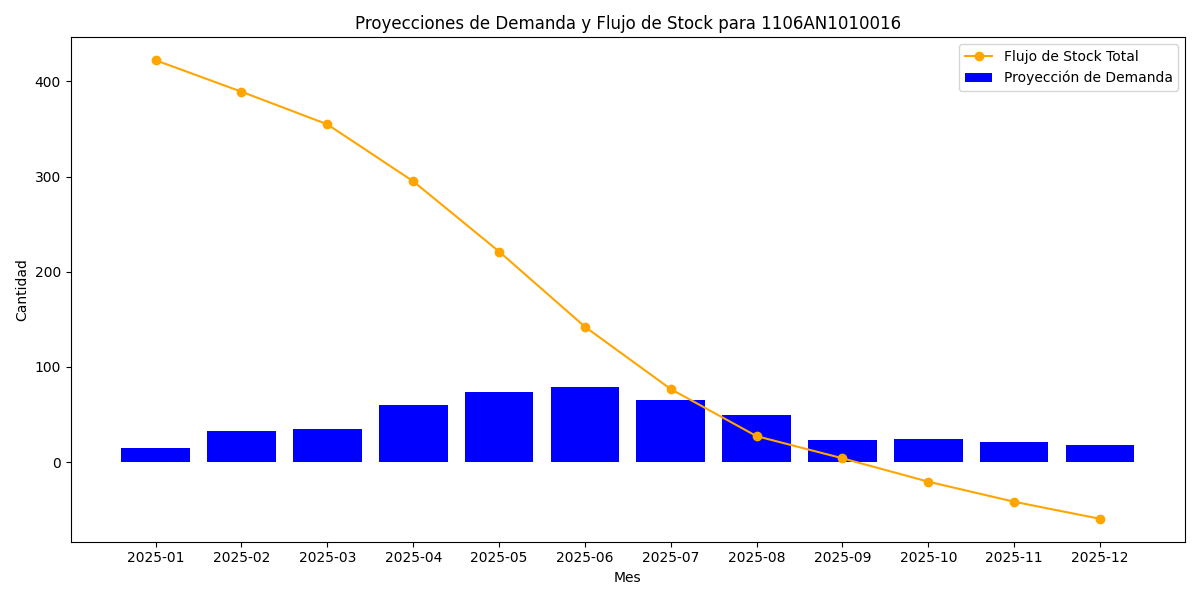 Proyecciones de Demanda y Flujo de Stock para 1106AN1010016
Flujo de Stock Total
Proyección de Demanda
Cantidad
400
300
200
100
0
2025-01 2025-02 2025-03 2025-04 2025-05 2025-06 2025-07 2025-08 2025-09 2025-10 2025-11 2025-12
Mes